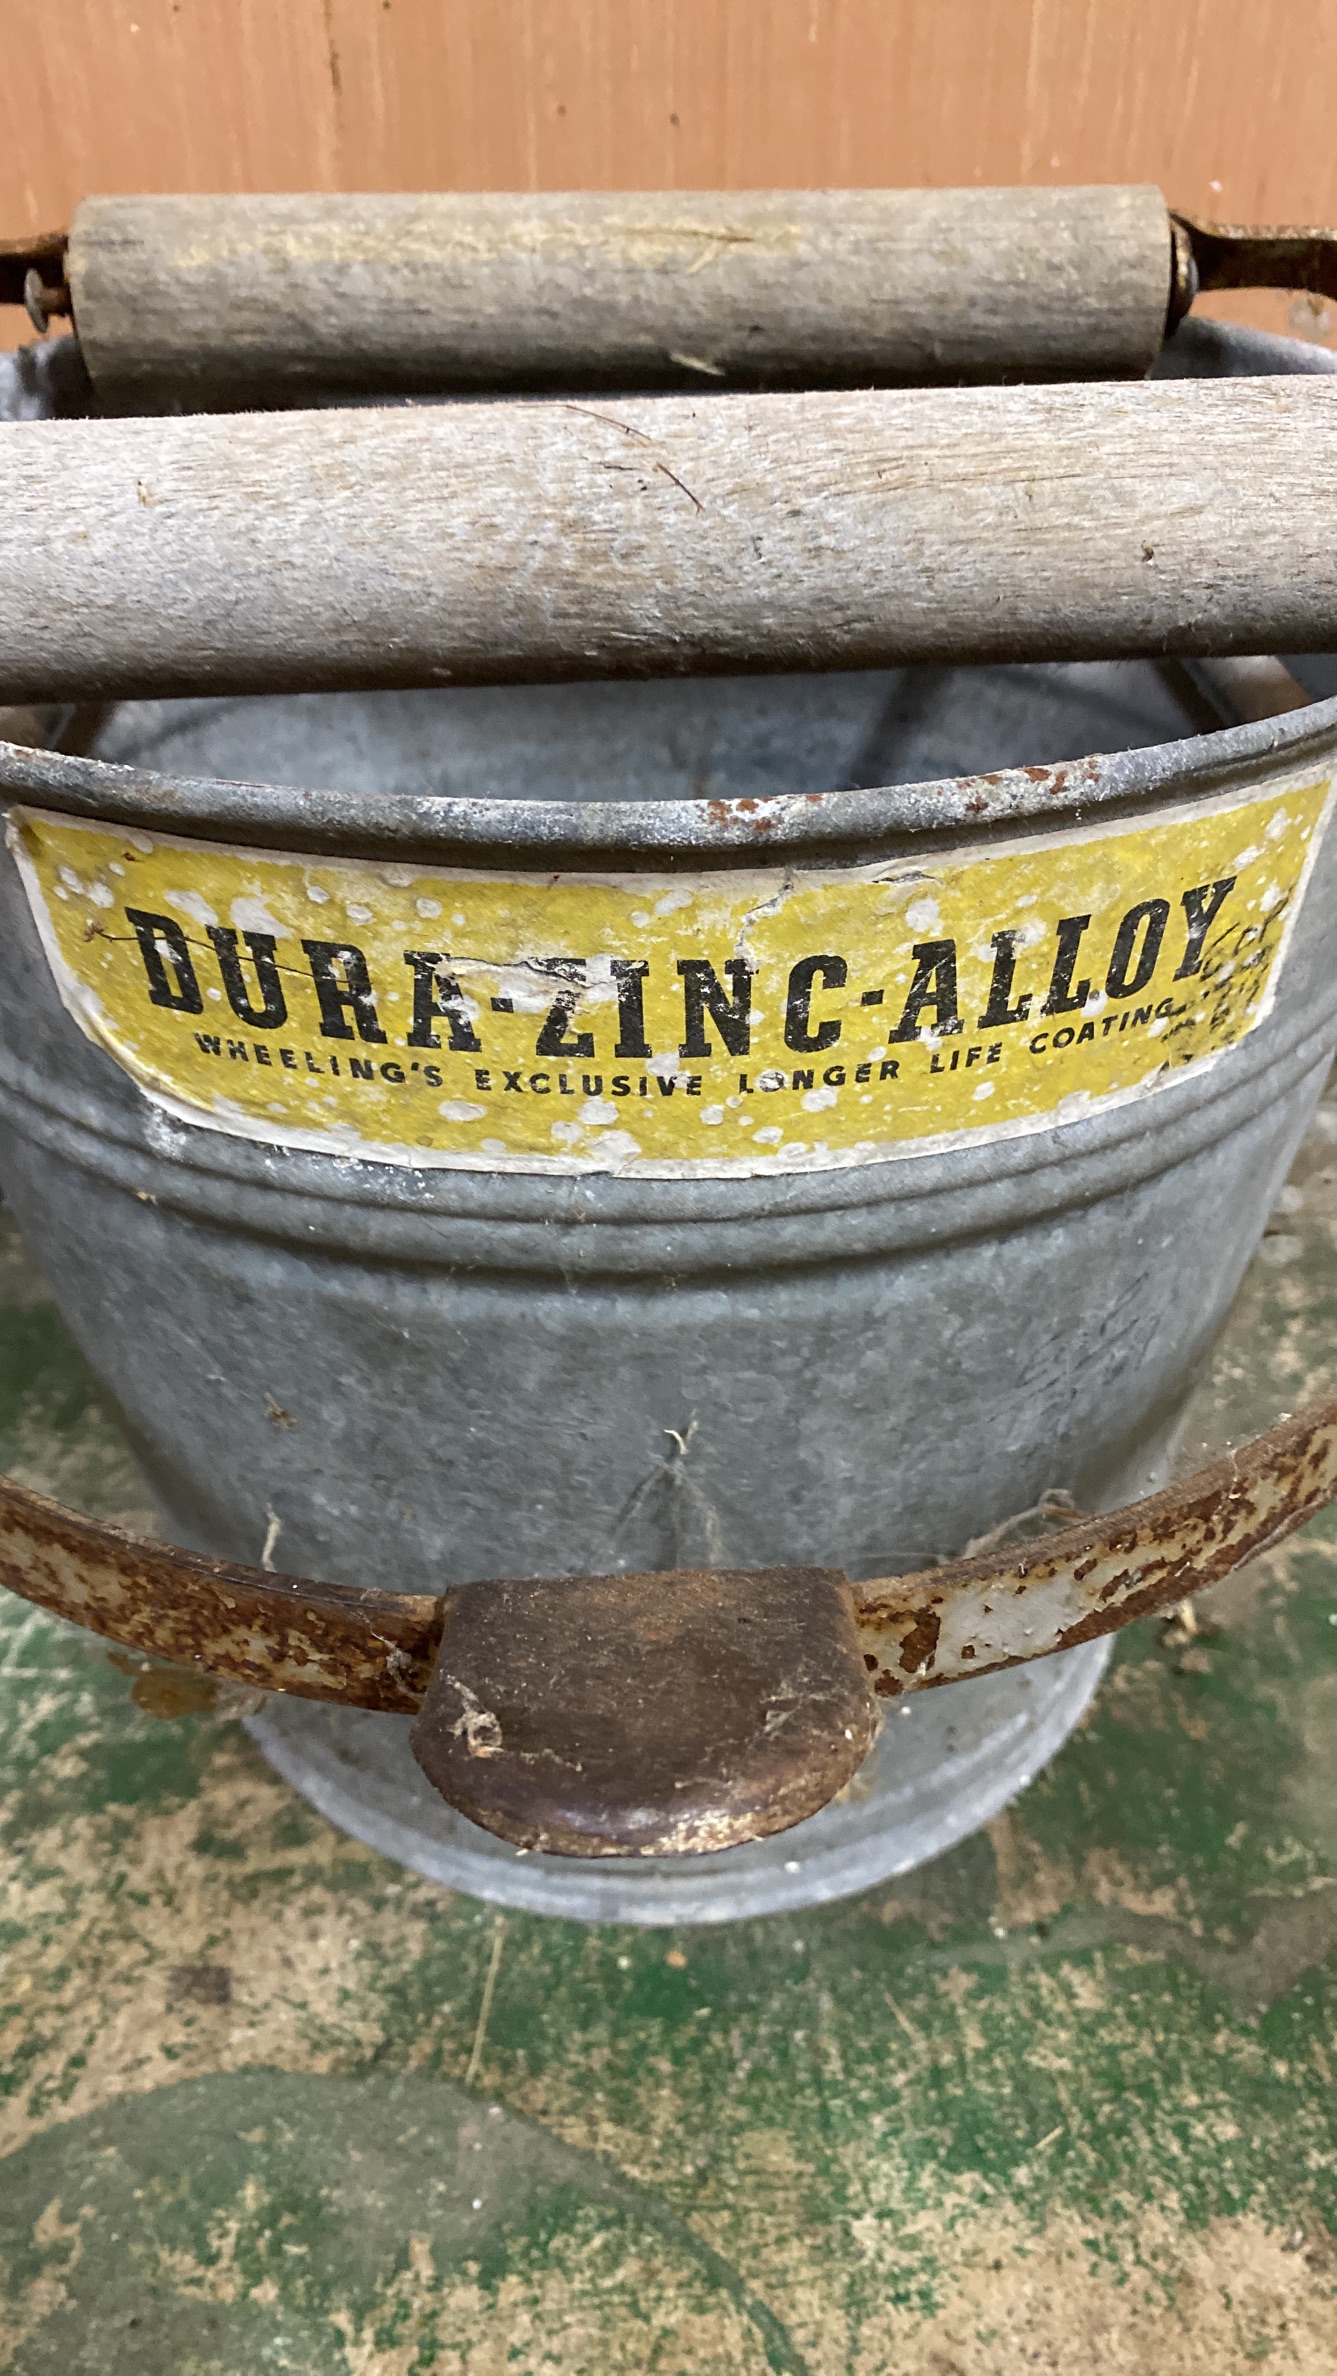 DURA-ZINC-ALLOY
WHEELING'S EXCLUSIVE LONGER LIFE COATING